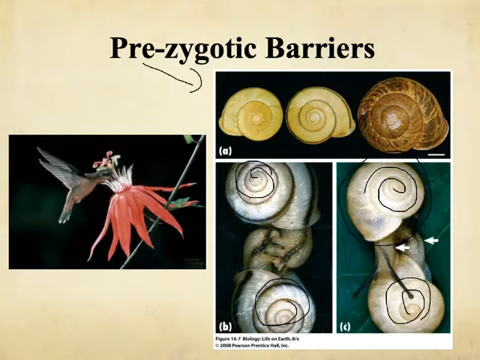 Pre-zygotic Barriers
(a)
(b)
(c)
Figure 16-7 Biology: Life on Earth, 8/e
© 2008 Pearson Prentice Hall, Inc.